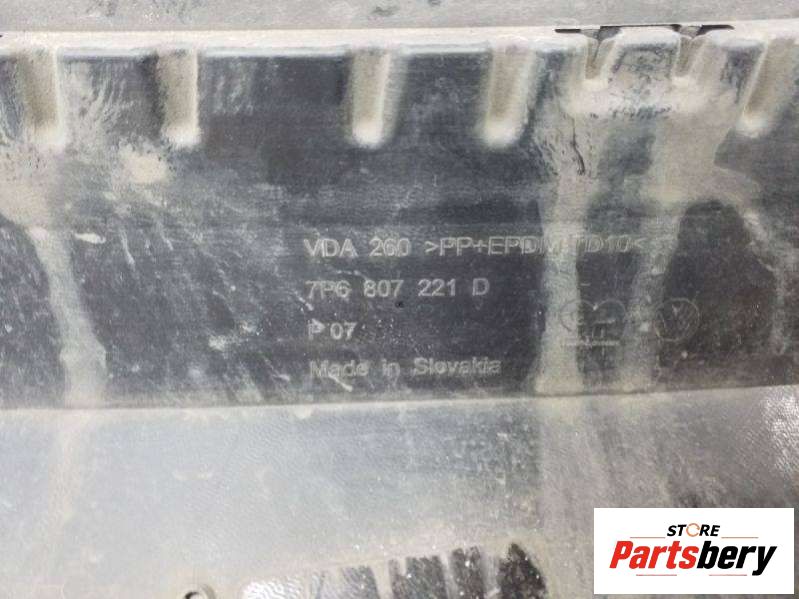 VDA 260 >PP+EPDM-TD10<
7P6 807 221 D
P 07
Made in Slovakia
STORE
Partsbery